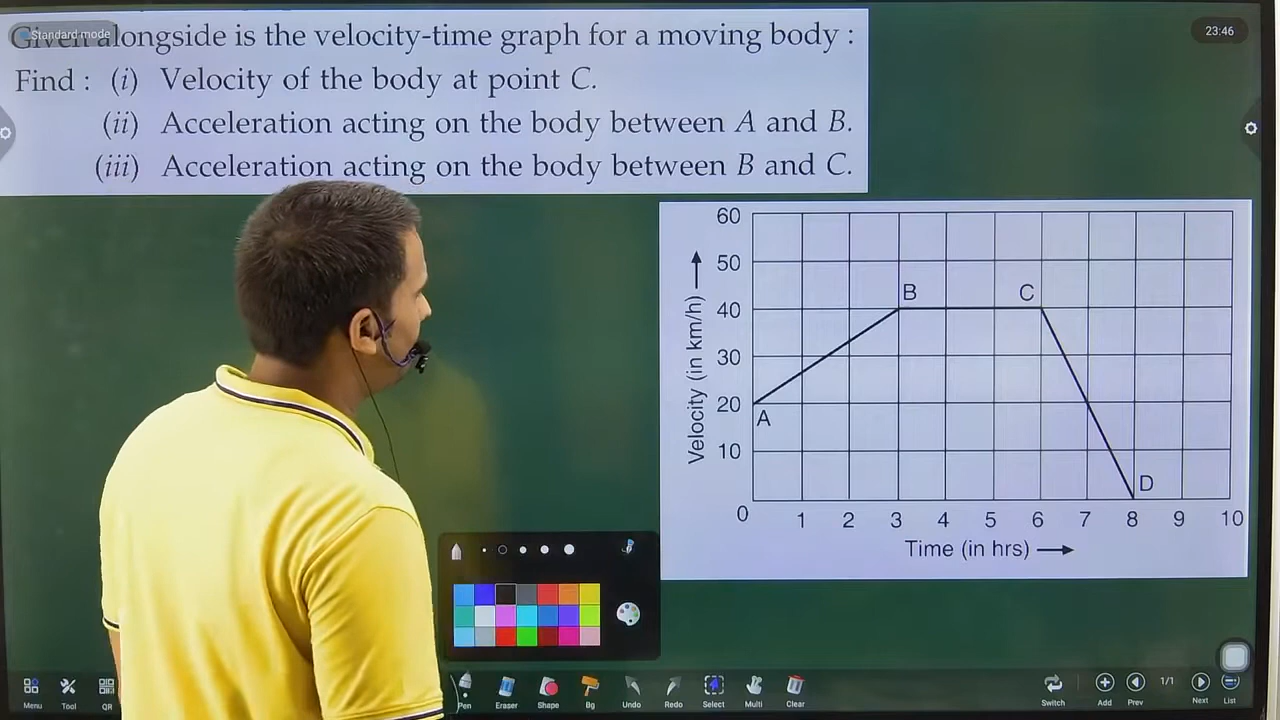 Given alongside is the velocity-time graph for a moving body :
Standard mode
23:46
Find : (i) Velocity of the body at point C.
(ii) Acceleration acting on the body between A and B.
(iii) Acceleration acting on the body between B and C.
60
50
40
30
20
10
Velocity (in km/h)
A
B
C
D
0 1 2 3 4 5 6 7 8 9 10
Time (in hrs)
Menu Tool QR Pen Eraser Shape Bg Undo Redo Select Multi Clear Switch Add Prev 1/1 Next List